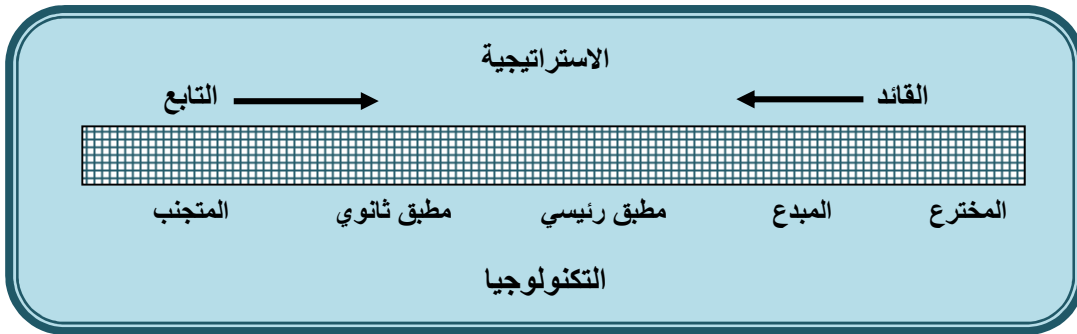 الاستراتيجية
القائد التابع
المخترع المبدع مطبق رئيسي مطبق ثانوي المتجنب
التكنولوجيا